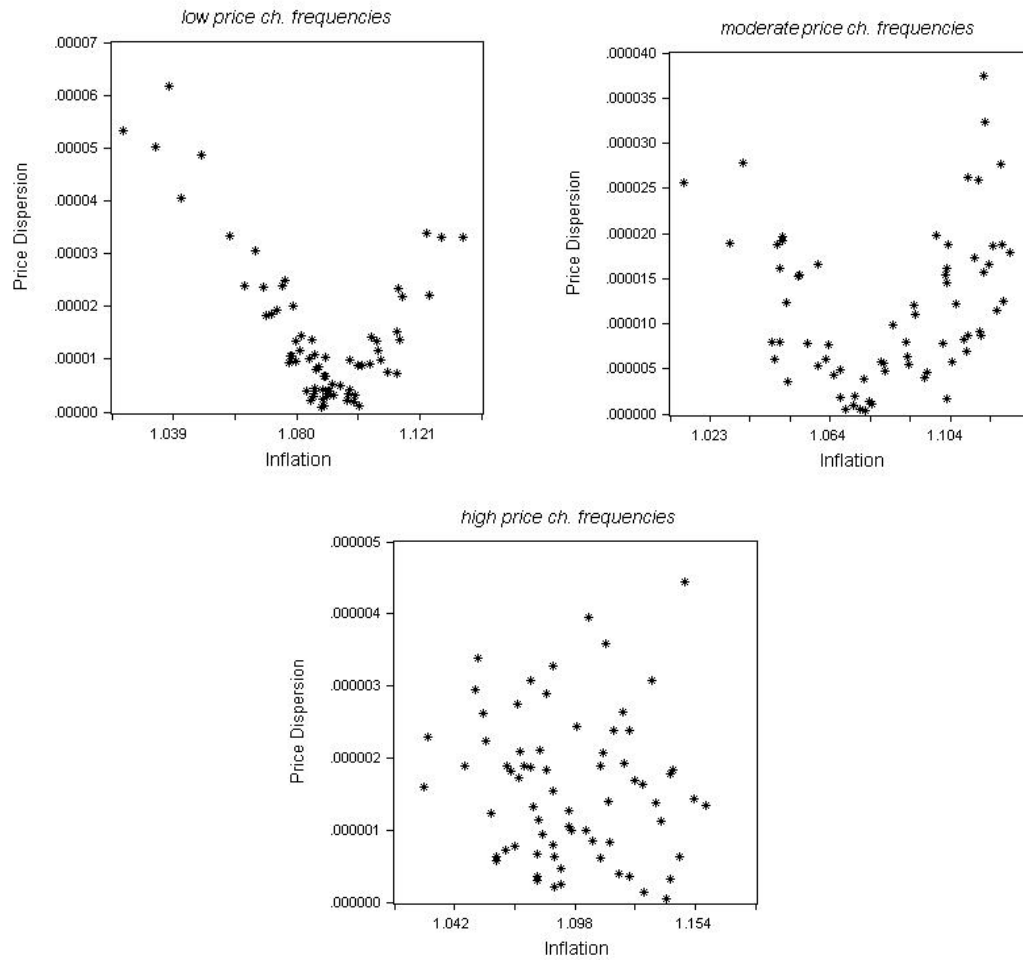 low price ch. frequencies
.00007
.00006
.00005
.00004
.00003
.00002
.00001
.00000
Price Dispersion
1.039 1.080 1.121
Inflation
moderate price ch. frequencies
.000040
.000035
.000030
.000025
.000020
.000015
.000010
.000005
.000000
Price Dispersion
1.023 1.064 1.104
Inflation
high price ch. frequencies
.000005
.000004
.000003
.000002
.000001
.000000
Price Dispersion
1.042 1.098 1.154
Inflation